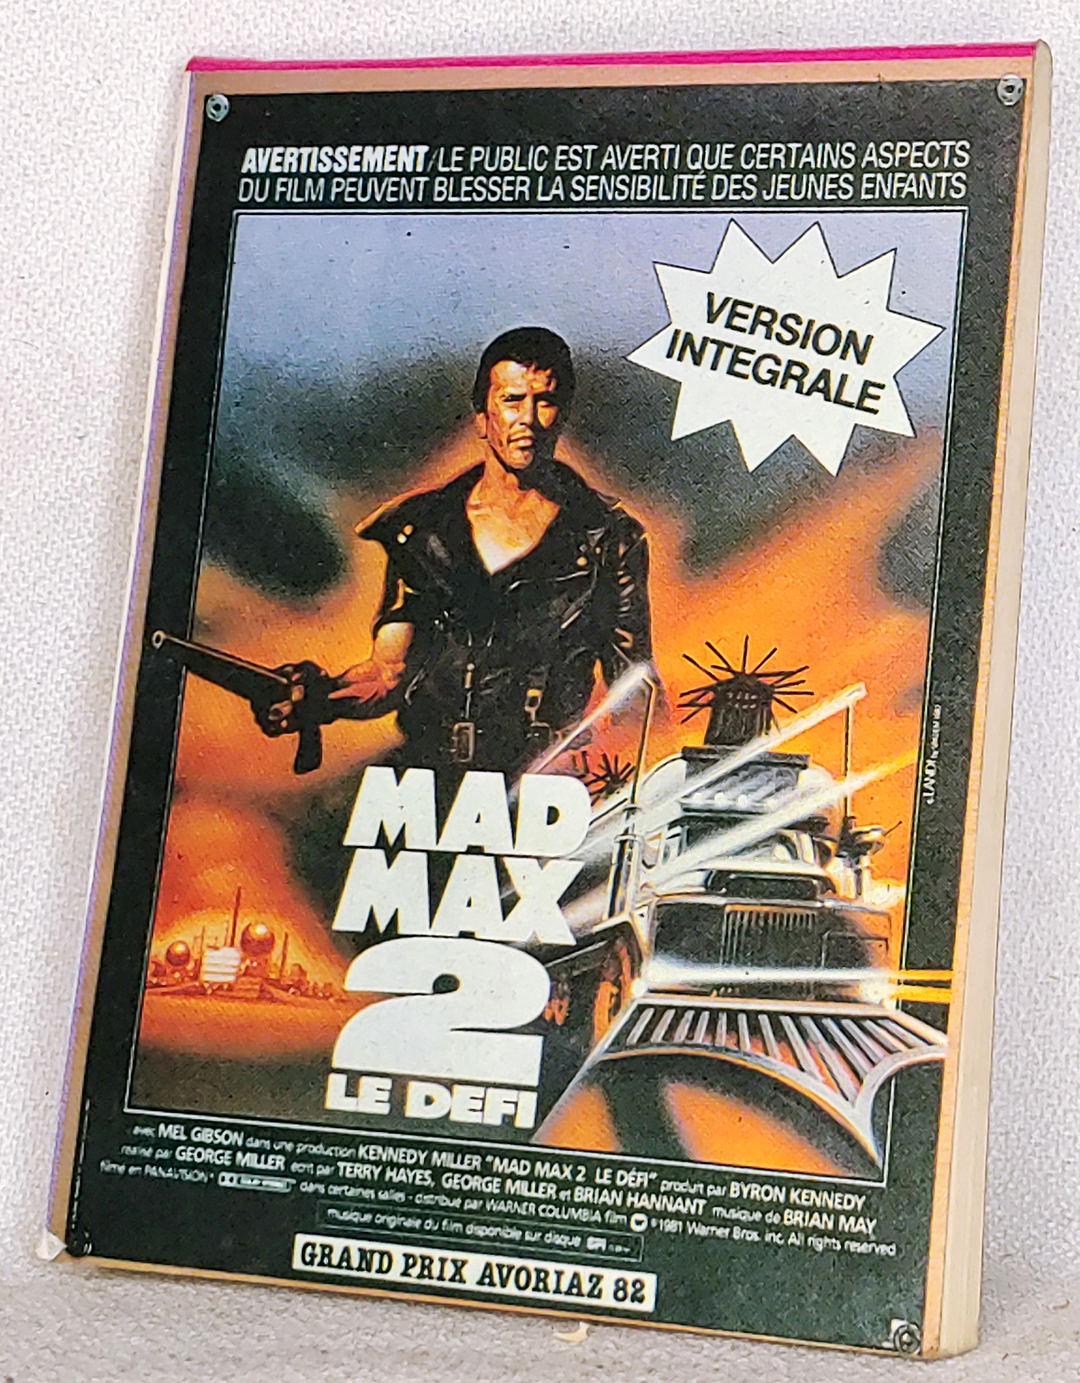 AVERTISSEMENT/LE PUBLIC EST AVERTI QUE CERTAINS ASPECTS
DU FILM PEUVENT BLESSER LA SENSIBILITÉ DES JEUNES ENFANTS
VERSION
INTEGRALE
MAD
MAX
2
LE DEFI
avec MEL GIBSON dans une production KENNEDY MILLER "MAD MAX 2 LE DÉFI" produit par BYRON KENNEDY
réalisé par GEORGE MILLER écrit par TERRY HAYES, GEORGE MILLER et BRIAN HANNANT musique de BRIAN MAY
filmé en PANAVISION® dans certaines salles - distribué par WARNER COLUMBIA film ©1981 Warner Bros. inc. All rights reserved
musique originale du film disponible sur disque
GRAND PRIX AVORIAZ 82